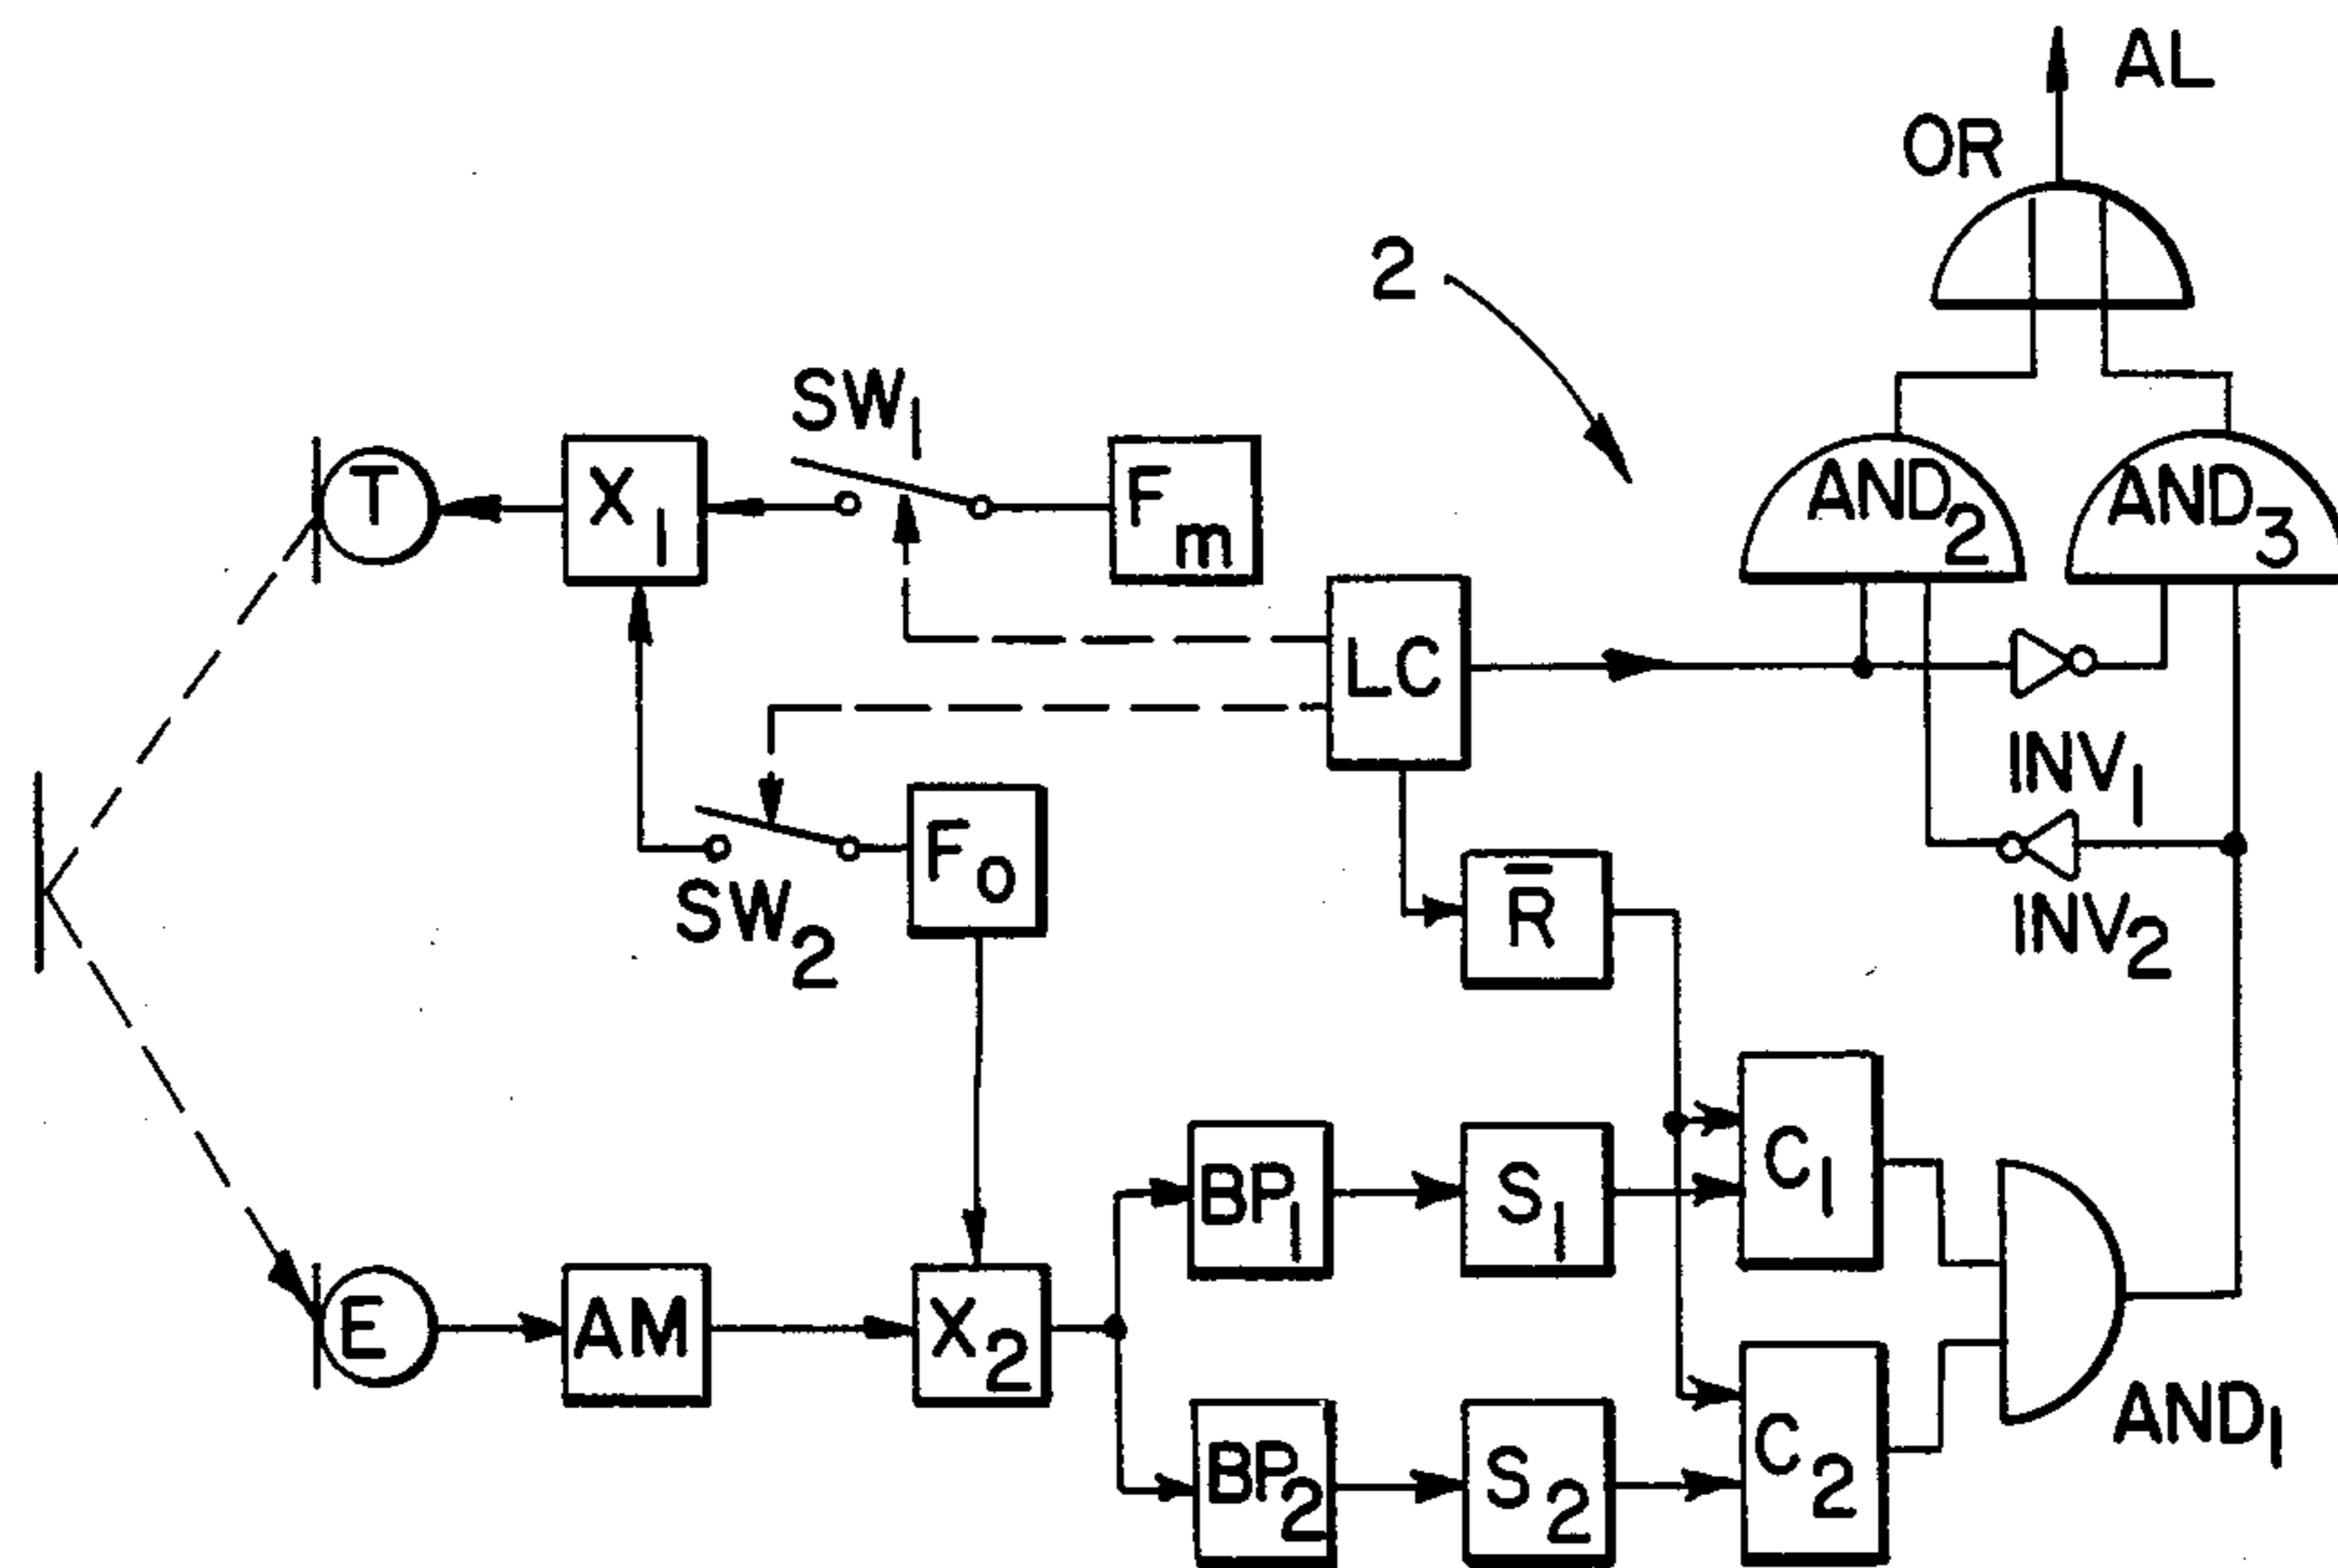 AL
OR
2
SW1
T
X1
Fm
AND2
AND3
LC
INV1
SW2
Fo
R̅
INV2
C1
BP1
S1
E
AM
X2
AND1
BP2
S2
C2